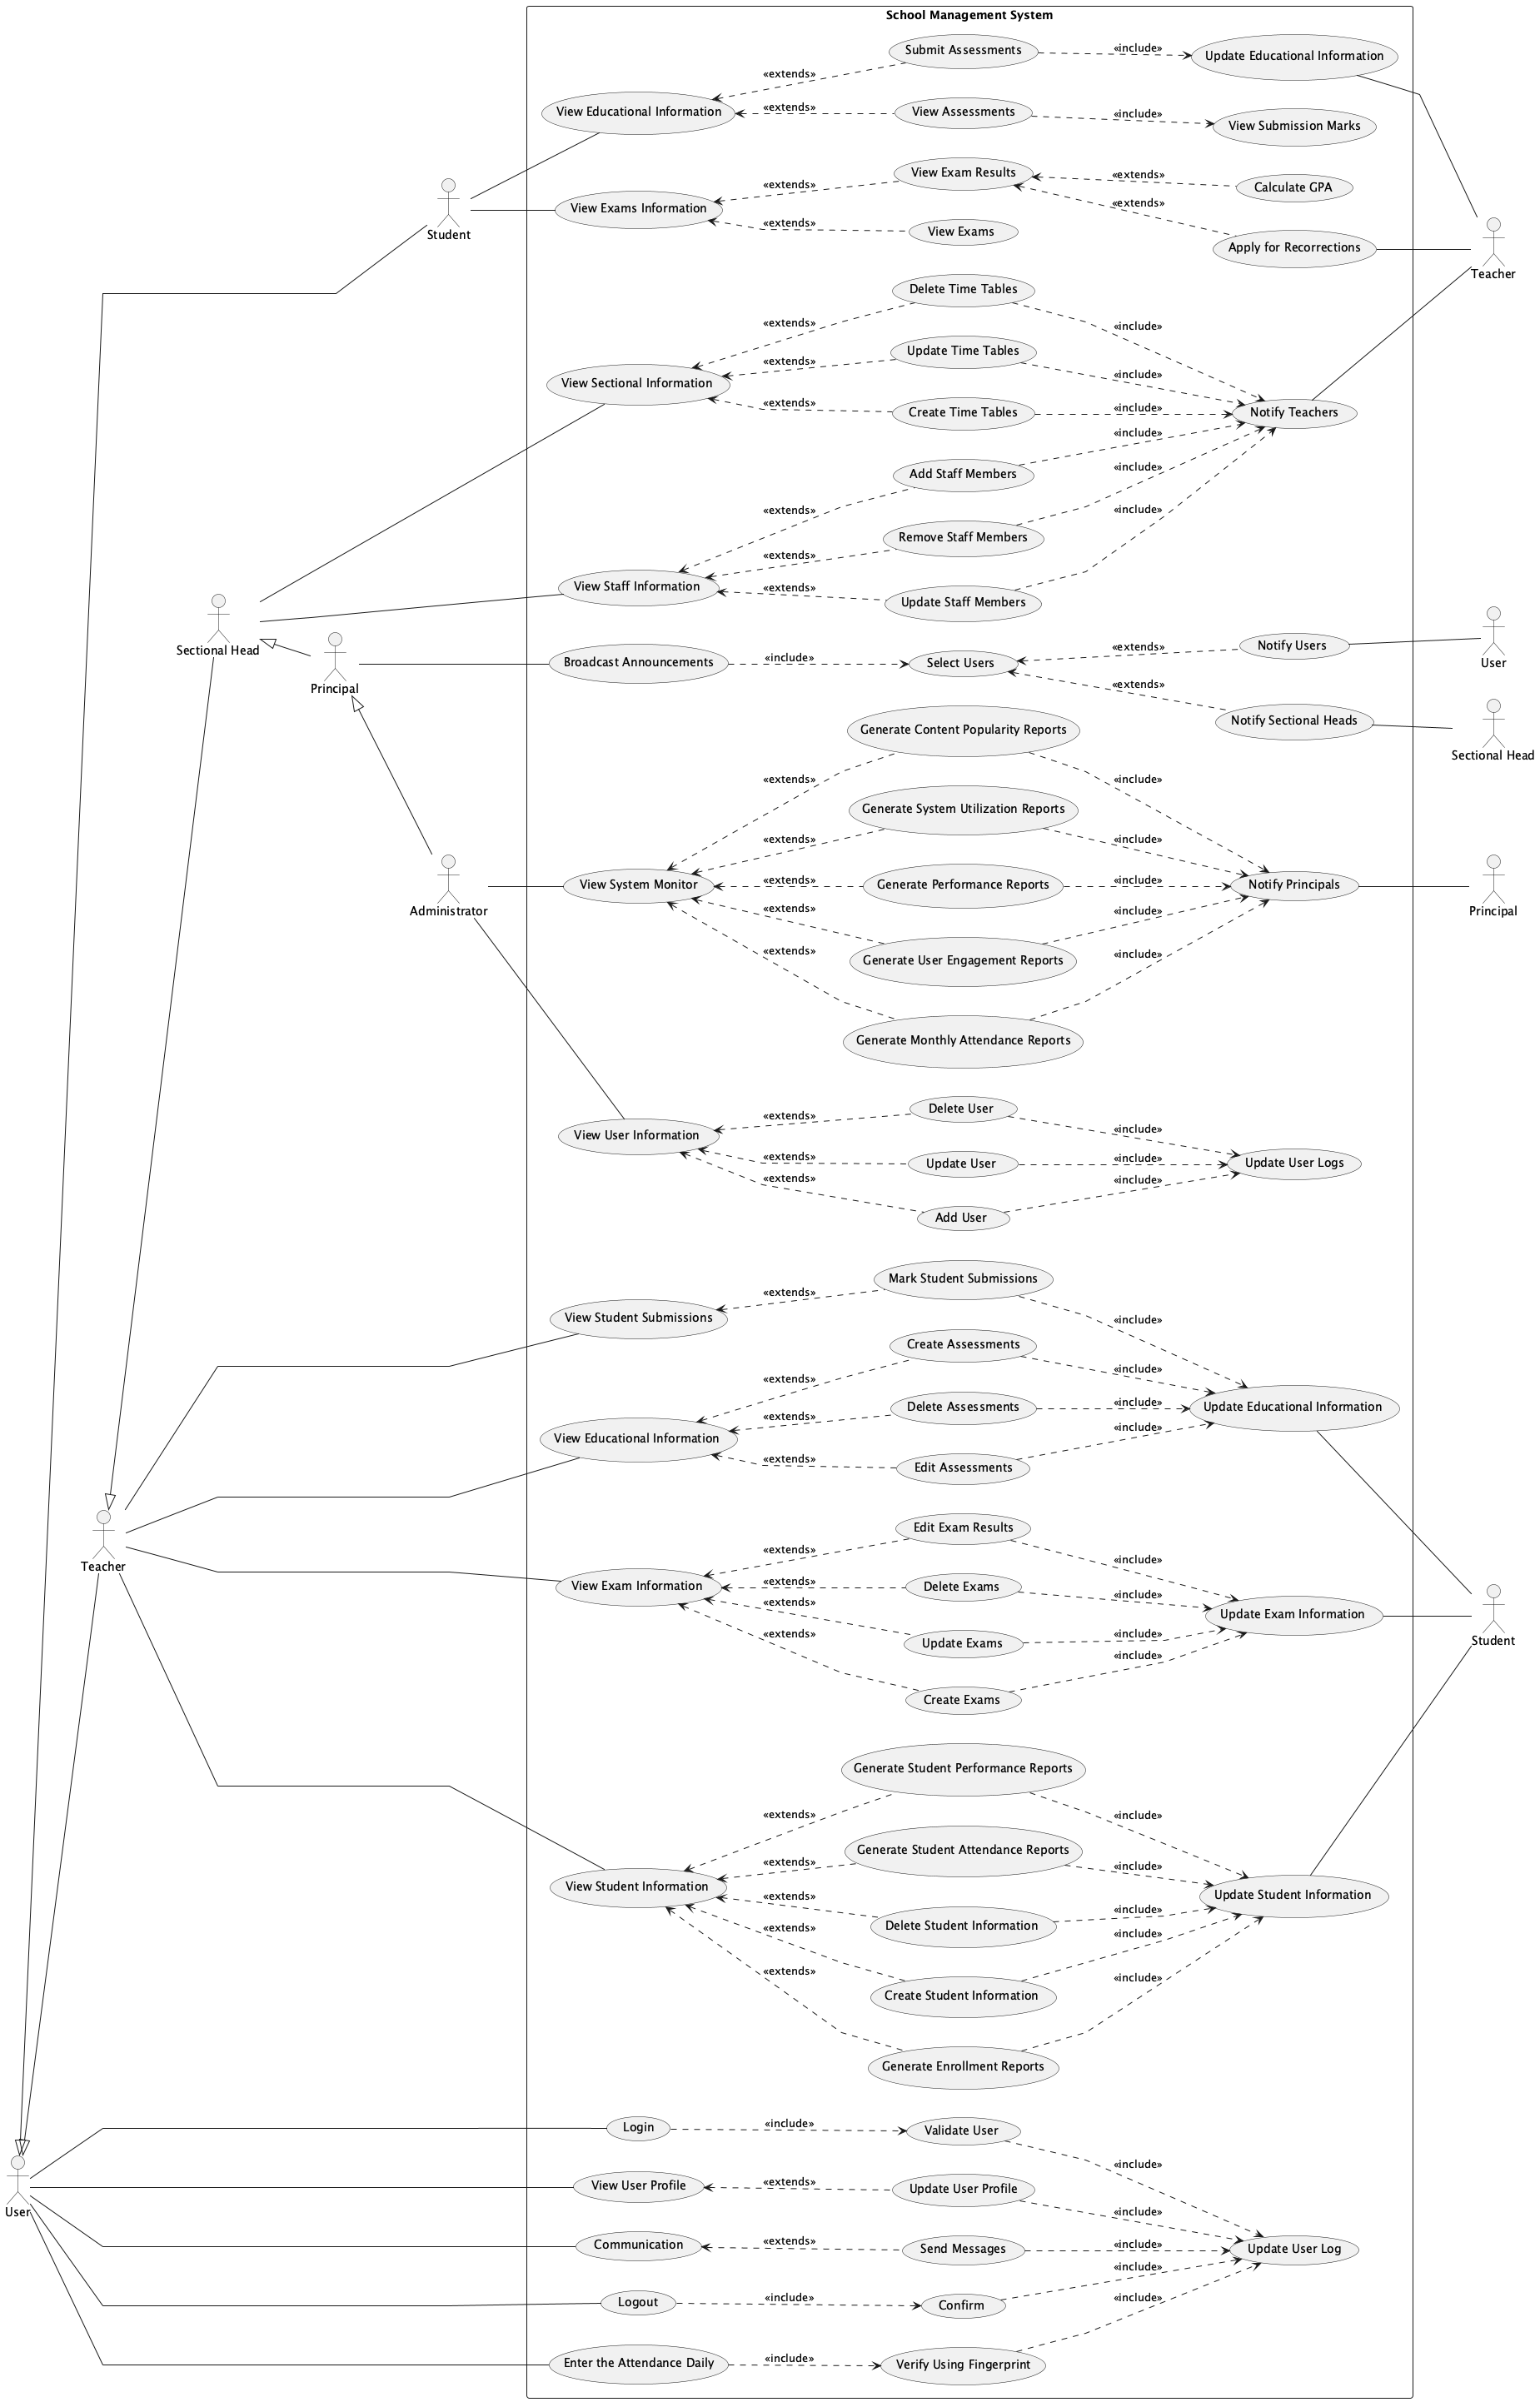 School Management System
Submit Assessments
«include»
Update Educational Information
«extends»
View Educational Information
«extends»
View Assessments
«include»
View Submission Marks
View Exam Results
«extends»
Calculate GPA
«extends»
View Exams Information
«extends»
«extends»
View Exams
Apply for Recorrections
Student
Teacher
Delete Time Tables
«extends»
«include»
Update Time Tables
«extends»
«include»
View Sectional Information
«extends»
Create Time Tables
«include»
Notify Teachers
«include»
Add Staff Members
«include»
«extends»
«include»
Remove Staff Members
«extends»
View Staff Information
«extends»
Update Staff Members
Sectional Head
Principal
Broadcast Announcements
«include»
Select Users
«extends»
Notify Users
User
«extends»
Notify Sectional Heads
Sectional Head
Generate Content Popularity Reports
«extends»
«include»
Generate System Utilization Reports
«extends»
«include»
Administrator
View System Monitor
«extends»
Generate Performance Reports
«include»
Notify Principals
Principal
«extends»
«include»
Generate User Engagement Reports
«extends»
«include»
Generate Monthly Attendance Reports
Delete User
«extends»
«include»
View User Information
«extends»
Update User
«include»
Update User Logs
«extends»
«include»
Add User
Mark Student Submissions
«extends»
View Student Submissions
«include»
Create Assessments
«extends»
«include»
Delete Assessments
«extends»
«include»
Update Educational Information
View Educational Information
«extends»
Edit Assessments
«include»
Edit Exam Results
«extends»
«include»
Teacher
View Exam Information
«extends»
Delete Exams
«include»
«extends»
Update Exam Information
Student
«extends»
Update Exams
«include»
«include»
Create Exams
Generate Student Performance Reports
«extends»
«include»
Generate Student Attendance Reports
«extends»
«include»
View Student Information
Update Student Information
«extends»
Delete Student Information
«include»
«extends»
«include»
«extends»
Create Student Information
«include»
Generate Enrollment Reports
Login
«include»
Validate User
«include»
View User Profile
«extends»
Update User Profile
User
«include»
Communication
«extends»
Send Messages
«include»
Update User Log
Logout
«include»
Confirm
«include»
«include»
Enter the Attendance Daily
«include»
Verify Using Fingerprint